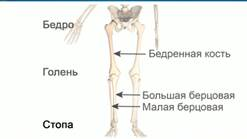 Бедро
Бедренная кость
Голень
Большая берцовая
Малая берцовая
Стопа